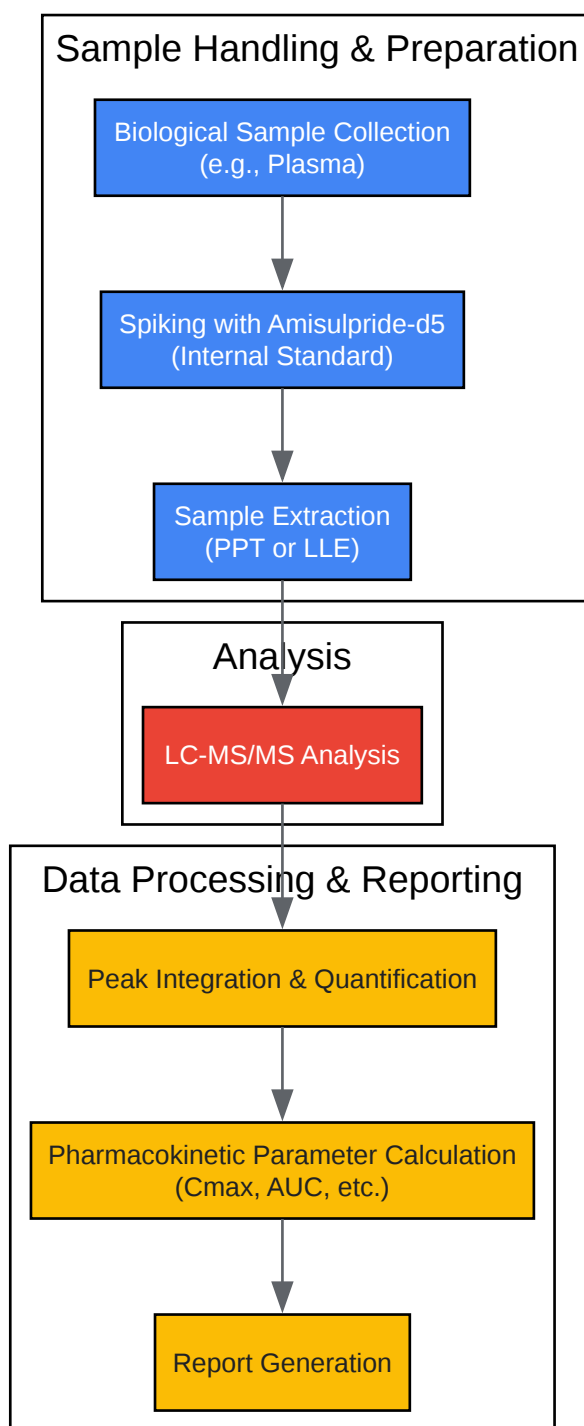 Sample Handling & Preparation
Biological Sample Collection
(e.g., Plasma)
Spiking with Amisulpride-d5
(Internal Standard)
Sample Extraction
(PPT or LLE)
Analysis
LC-MS/MS Analysis
Data Processing & Reporting
Peak Integration & Quantification
Pharmacokinetic Parameter Calculation
(Cmax, AUC, etc.)
Report Generation